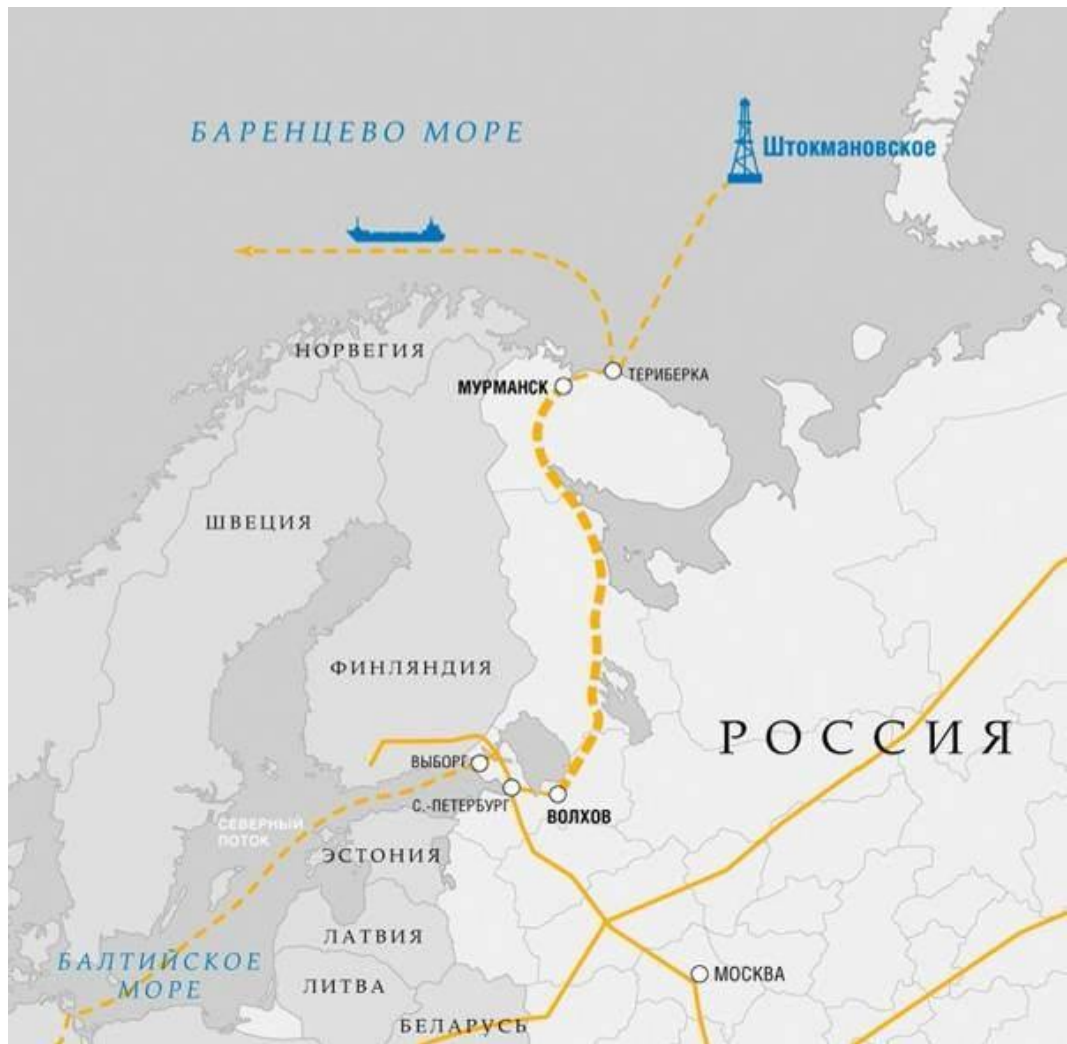 БАРЕНЦЕВО МОРЕ
Штокмановское
НОРВЕГИЯ
ТЕРИБЕРКА
МУРМАНСК
ШВЕЦИЯ
ФИНЛЯНДИЯ
РОССИЯ
ВЫБОРГ
С.-ПЕТЕРБУРГ
ВОЛХОВ
СЕВЕРНЫЙ
ПОТОК
ЭСТОНИЯ
ЛАТВИЯ
БАЛТИЙСКОЕ
МОРЕ
ЛИТВА
МОСКВА
БЕЛАРУСЬ